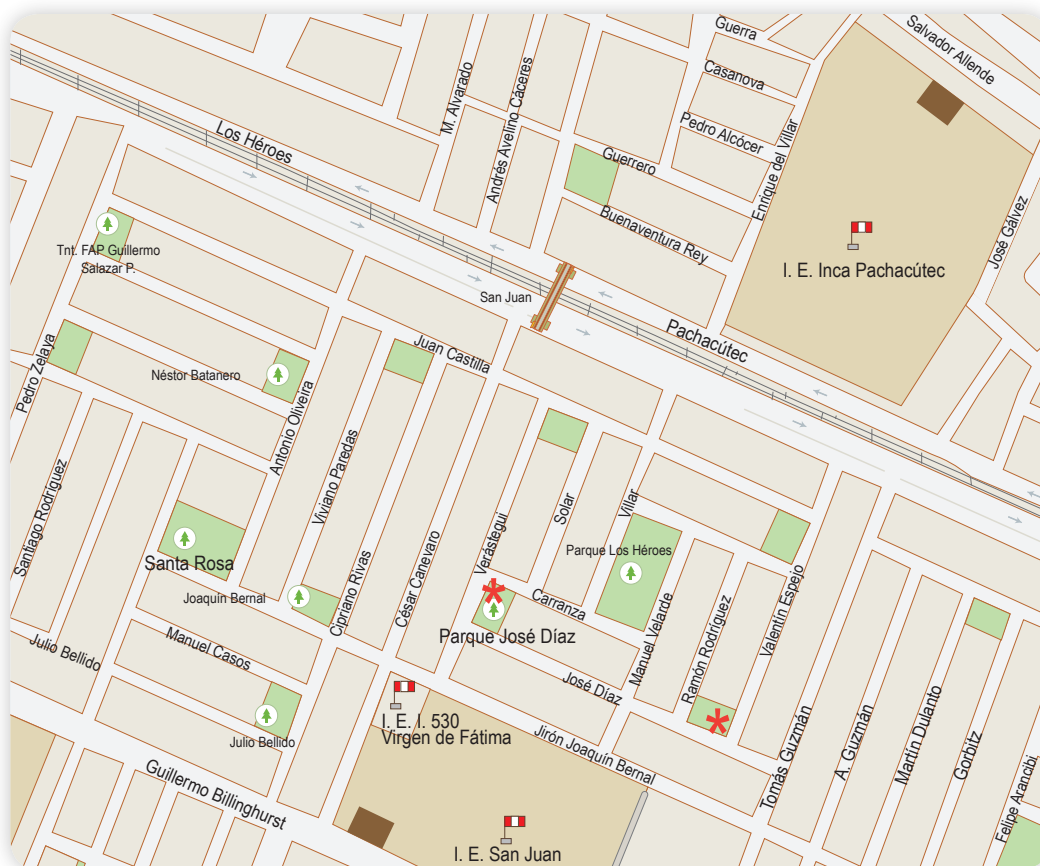 Guerra
Salvador Allende
Casanova
M. Alvarado
Andrés Avelino Cáceres
Pedro Alcócer
Los Héroes
Guerrero
Enrique del Villar
Buenaventura Rey
José Gálvez
Tnt. FAP Guillermo
Salazar P.
I. E. Inca Pachacútec
San Juan
Pachacútec
Juan Castilla
Pedro Zelaya
Néstor Batanero
Antonio Oliveira
Viviano Paredas
Santiago Rodríguez
Verástegui
Solar
Villar
Parque Los Héroes
Santa Rosa
Joaquín Bernal
Cipriano Rivas
César Canevaro
Carranza
Manuel Velarde
Ramón Rodríguez
Valentín Espejo
Parque José Díaz
Manuel Casos
Julio Bellido
José Díaz
I. E. I. 530
Virgen de Fátima
Jirón Joaquín Bernal
Julio Bellido
Tomás Guzmán
A. Guzmán
Martín Dulanto
Gorbitz
Felipe Arancibi
Guillermo Billinghurst
I. E. San Juan